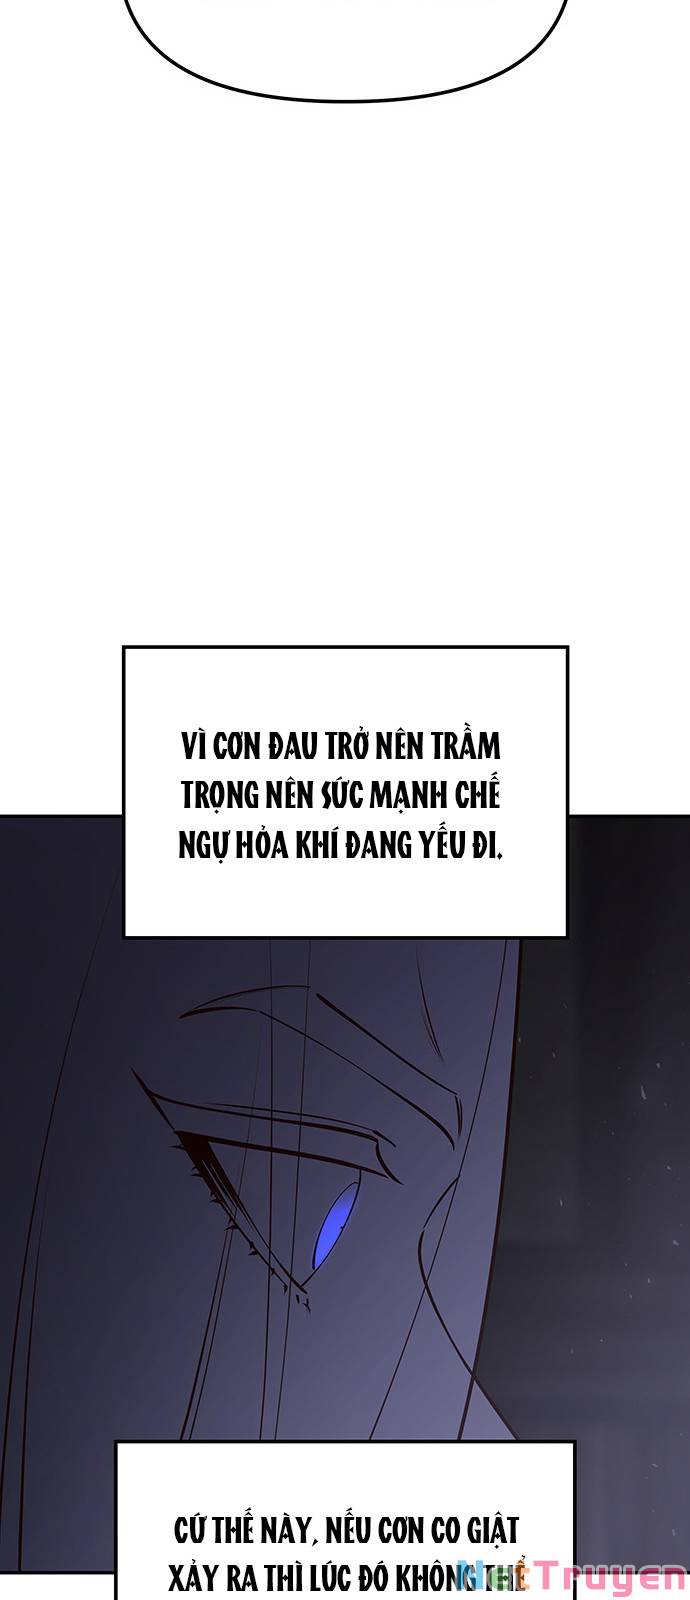 VÌ CƠN ĐAU TRỞ NÊN TRẦM
TRỌNG NÊN SỨC MẠNH CHẾ
NGỰ HỎA KHÍ ĐANG YẾU ĐI.
CỨ THẾ NÀY, NẾU CƠN CO GIẬT
XẢY RA THÌ LÚC ĐÓ KHÔNG THỂ
NetTruyen